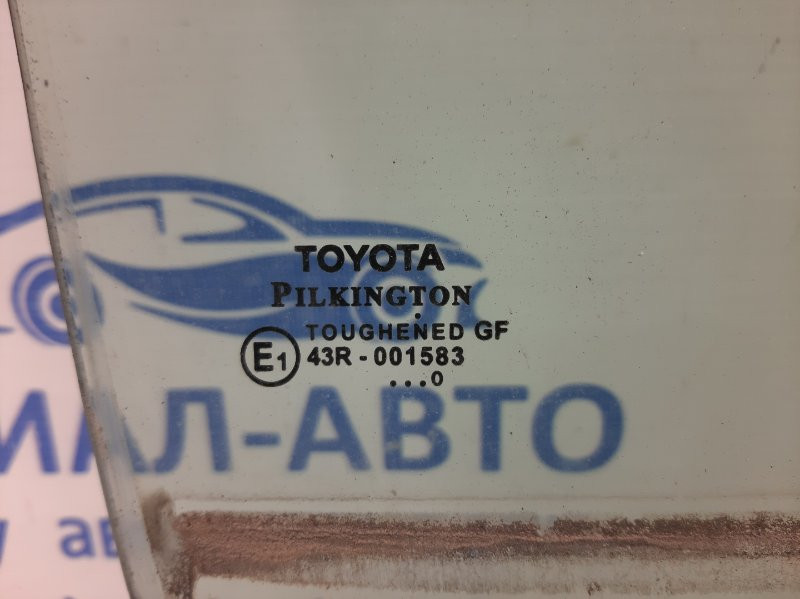 TOYOTA
PILKINGTON
TOUGHENED GF
E1 43R-001583
...0
ИАЛ-АВТО